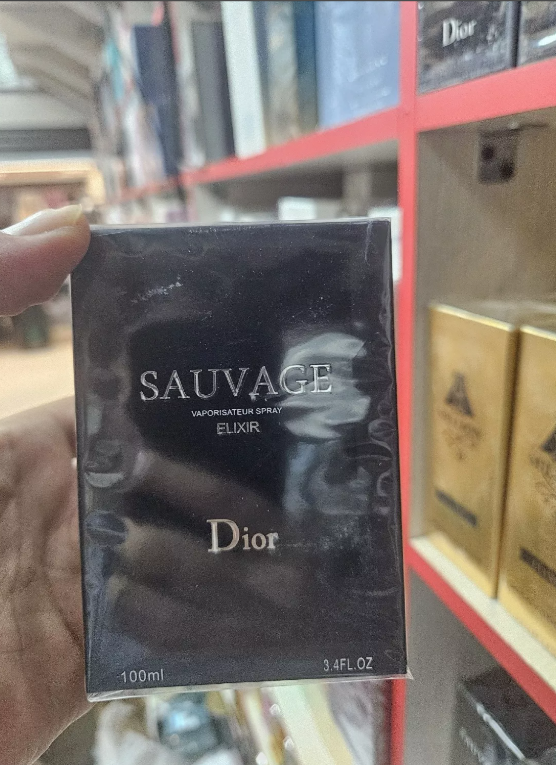 Dior
SAUVAGE
VAPORISATEUR SPRAY
ELIXIR
Dior
100ml
3.4FL.OZ